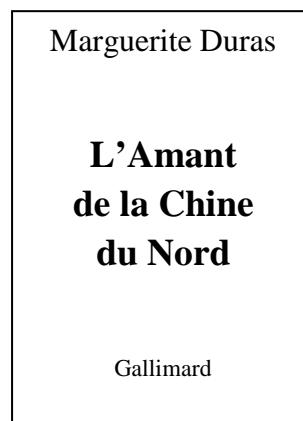 Marguerite Duras
L’Amant
de la Chine
du Nord
Gallimard